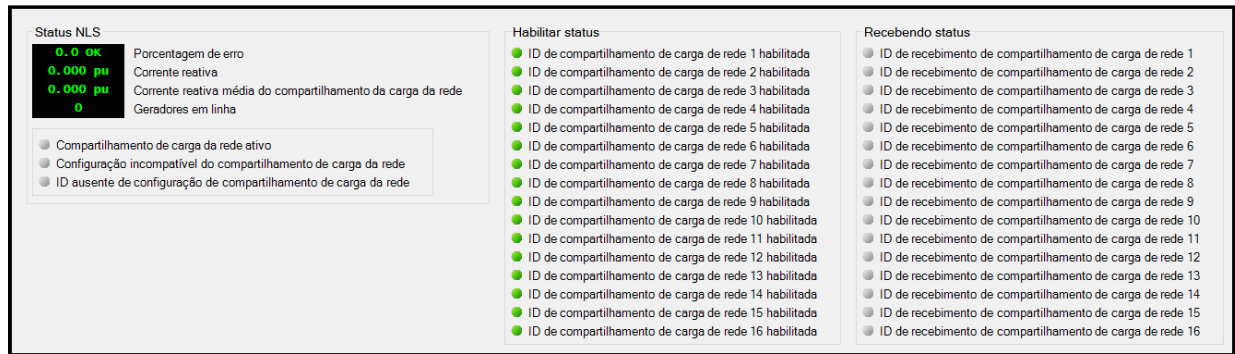 Status NLS
0.0 OK Porcentagem de erro
0.000 pu Corrente reativa
0.000 pu Corrente reativa média do compartilhamento da carga da rede
0 Geradores em linha
Compartilhamento de carga da rede ativo
Configuração incompatível do compartilhamento de carga da rede
ID ausente de configuração de compartilhamento de carga da rede
Habilitar status
ID de compartilhamento de carga de rede 1 habilitada
ID de compartilhamento de carga de rede 2 habilitada
ID de compartilhamento de carga de rede 3 habilitada
ID de compartilhamento de carga de rede 4 habilitada
ID de compartilhamento de carga de rede 5 habilitada
ID de compartilhamento de carga de rede 6 habilitada
ID de compartilhamento de carga de rede 7 habilitada
ID de compartilhamento de carga de rede 8 habilitada
ID de compartilhamento de carga de rede 9 habilitada
ID de compartilhamento de carga de rede 10 habilitada
ID de compartilhamento de carga de rede 11 habilitada
ID de compartilhamento de carga de rede 12 habilitada
ID de compartilhamento de carga de rede 13 habilitada
ID de compartilhamento de carga de rede 14 habilitada
ID de compartilhamento de carga de rede 15 habilitada
ID de compartilhamento de carga de rede 16 habilitada
Recebendo status
ID de recebimento de compartilhamento de carga de rede 1
ID de recebimento de compartilhamento de carga de rede 2
ID de recebimento de compartilhamento de carga de rede 3
ID de recebimento de compartilhamento de carga de rede 4
ID de recebimento de compartilhamento de carga de rede 5
ID de recebimento de compartilhamento de carga de rede 6
ID de recebimento de compartilhamento de carga de rede 7
ID de recebimento de compartilhamento de carga de rede 8
ID de recebimento de compartilhamento de carga de rede 9
ID de recebimento de compartilhamento de carga de rede 10
ID de recebimento de compartilhamento de carga de rede 11
ID de recebimento de compartilhamento de carga de rede 12
ID de recebimento de compartilhamento de carga de rede 13
ID de recebimento de compartilhamento de carga de rede 14
ID de recebimento de compartilhamento de carga de rede 15
ID de recebimento de compartilhamento de carga de rede 16